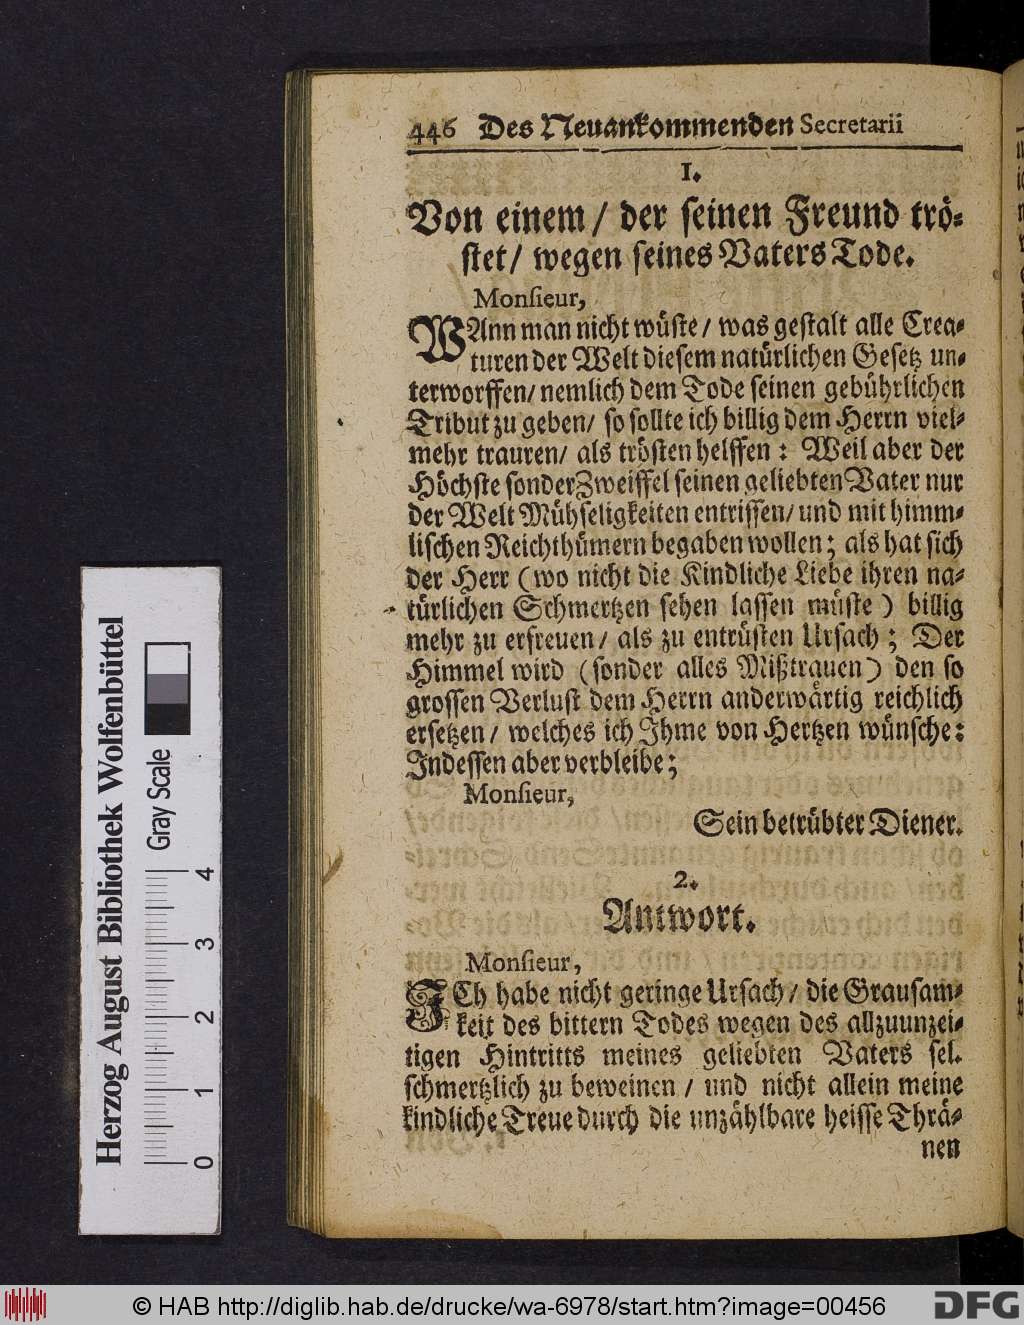 446 Des Neuankommenden Secretarii
I.
Von einem / der seinen Freund trö-
stet / wegen seines Vaters Tode.
Monsieur,
WAnn man nicht wüste / was gestalt alle Crea-
turen der Welt diesem natürlichen Gesetz un-
terworffen / nemlich dem Tode seinen gebührlichen
Tribut zu geben / so sollte ich billig dem Herrn viel-
mehr trauren / als trösten helffen: Weil aber der
Höchste sonder Zweiffel seinen geliebten Vater nur
der Welt Mühseligkeiten entrissen / und mit himm-
lischen Reichthümern begaben wollen; als hat sich
der Herr (wo nicht die Kindliche Liebe ihren na-
türlichen Schmertzen sehen lassen müste) billig
mehr zu erfreuen / als zu entrüsten Ursach; Der
Himmel wird (sonder alles Mißtrauen) den so
grossen Verlust dem Herrn anderwärtig reichlich
ersetzen / welches ich Ihme von Hertzen wünsche:
Indessen aber verbleibe;
Monsieur,
Sein betrübter Diener.
2.
Antwort.
Monsieur,
ICh habe nicht geringe Ursach / die Grausam-
keit des bittern Todes wegen des allzuunzei-
tigen Hintritts meines geliebten Vaters sel.
schmertzlich zu beweinen / und nicht allein meine
kindliche Treue durch die unzählbare heisse Thrä-
nen
Herzog August Bibliothek Wolfenbüttel
Gray Scale
0 1 2 3 4
© HAB http://diglib.hab.de/drucke/wa-6978/start.htm?image=00456
DFG